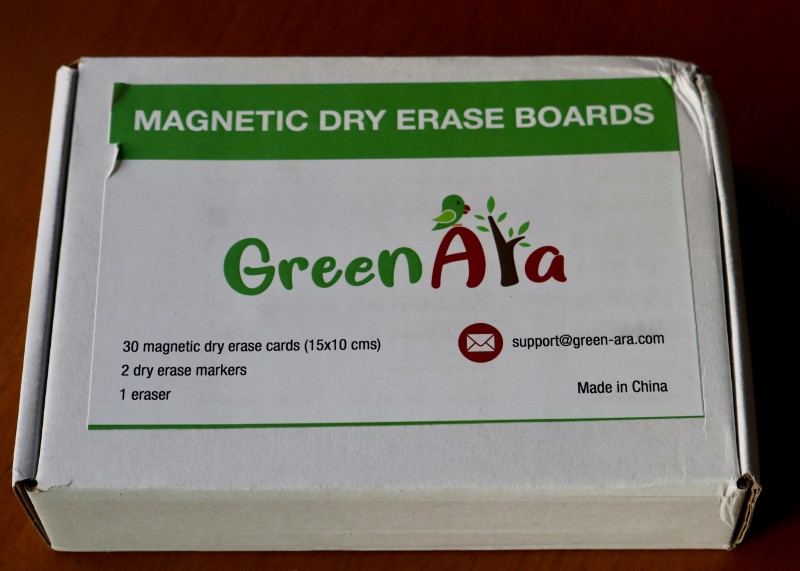 MAGNETIC DRY ERASE BOARDS
GreenAra
30 magnetic dry erase cards (15x10 cms)
2 dry erase markers
1 eraser
support@green-ara.com
Made in China